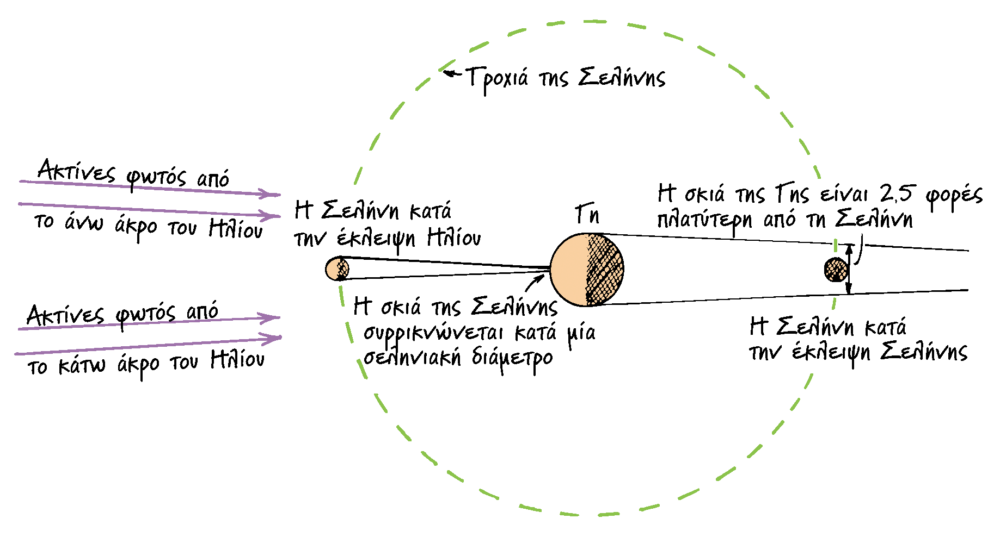 Τροχιά της Σελήνης
Ακτίνες φωτός από
το άνω άκρο του Ηλίου
Η Σελήνη κατά
την έκλειψη Ηλίου
Γη
Η σκιά της Γης είναι 2,5 φορές
πλατύτερη από τη Σελήνη
Ακτίνες φωτός από
το κάτω άκρο του Ηλίου
Η σκιά της Σελήνης
συρρικνώνεται κατά μία
σεληνιακή διάμετρο
Η Σελήνη κατά
την έκλειψη Σελήνης